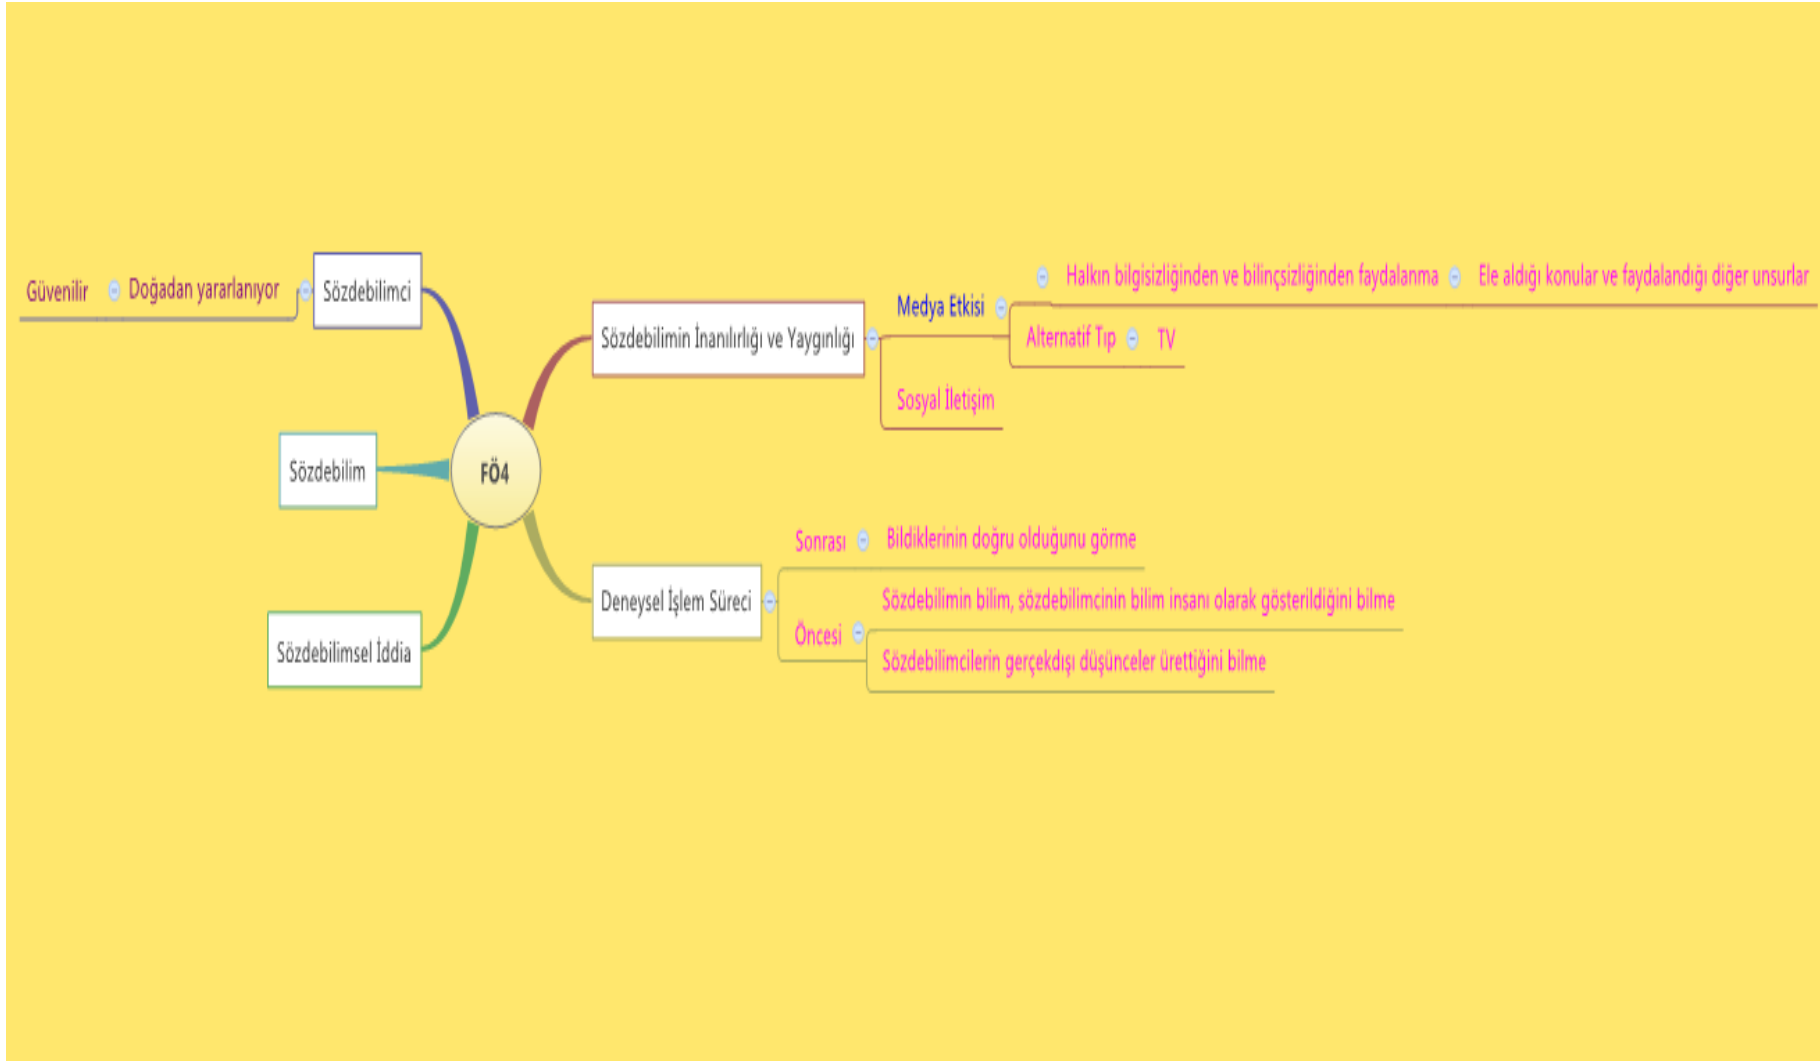 Güvenilir
Doğadan yararlanıyor
Sözdebilimci
Sözdebilim
Sözdebilimsel İddia
FÖ4
Sözdebilimin İnanılırlığı ve Yaygınlığı
Medya Etkisi
Halkın bilgisizliğinden ve bilinçsizliğinden faydalanma
Ele aldığı konular ve faydalandığı diğer unsurlar
Alternatif Tıp
TV
Sosyal İletişim
Deneysel İşlem Süreci
Sonrası
Bildiklerinin doğru olduğunu görme
Öncesi
Sözdebilimin bilim, sözdebilimcinin bilim insanı olarak gösterildiğini bilme
Sözdebilimcilerin gerçekdışı düşünceler ürettiğini bilme